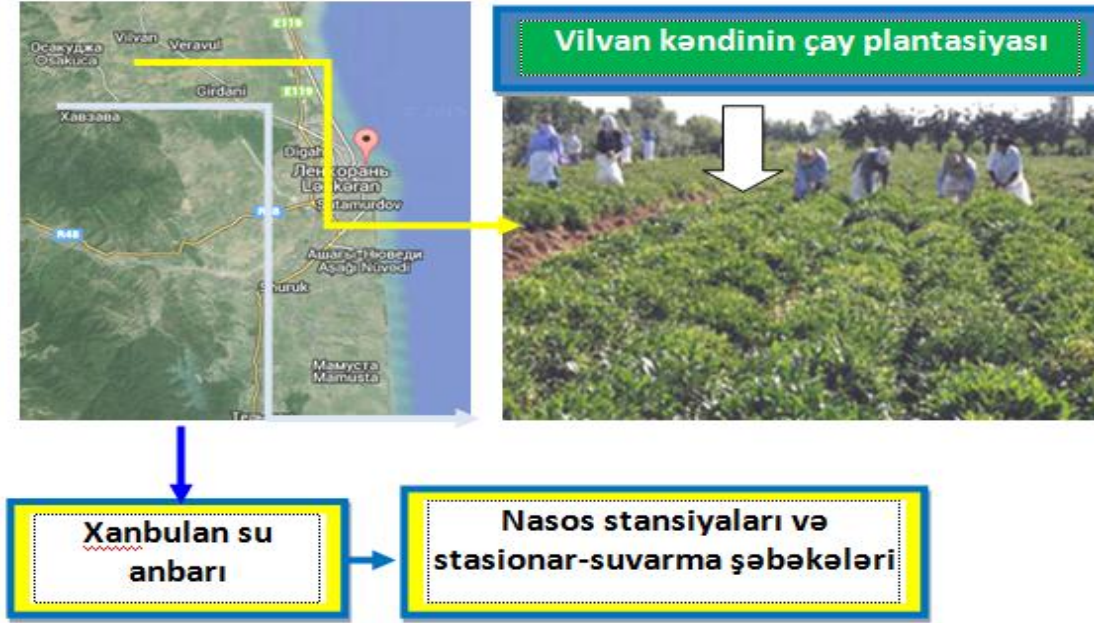 E119
Осакуджа
Osakuca
Vilvan
Veravul
Girdani
E119
Хавзава
Digah
Ленкорань
Lənkəran
Sutamurdov
R48
R48
Ашагы-Нюведи
Aşağı Nüvədi
Shuruk
Мамуста
Mamusta
Vilvan kəndinin çay plantasiyası
Xanbulan su
anbarı
Nasos stansiyaları və
stasionar-suvarma şəbəkələri